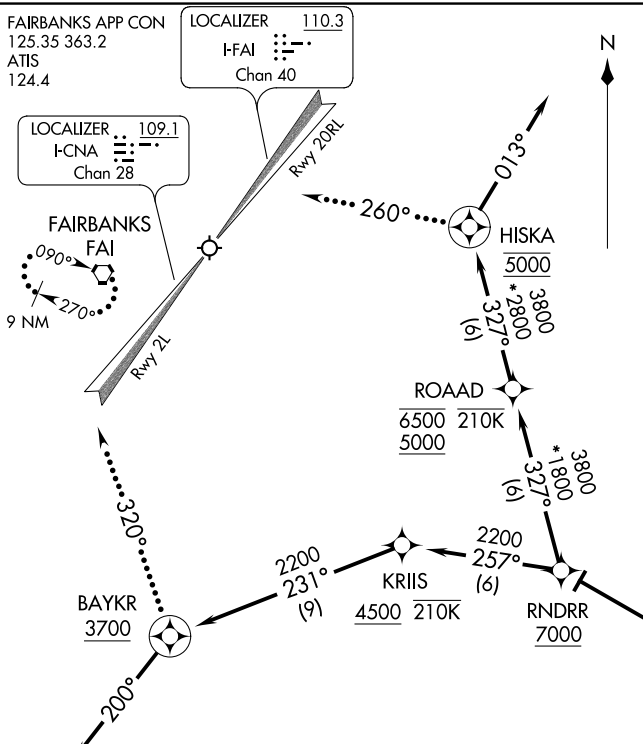 FAIRBANKS APP CON
125.35 363.2
ATIS
124.4
LOCALIZER 110.3
I-FAI
Chan 40
N
LOCALIZER 109.1
I-CNA
Chan 28
Rwy 20RL
013°
260°
HISKA
5000
FAIRBANKS
FAI
090°
270°
9 NM
Rwy 2L
3800
*2800
327°
(6)
ROAAD
6500 210K
5000
3800
*1800
327°
(6)
320°
2200
257°
(6)
2200
231°
(9)
KRIIS
4500 210K
RNDRR
7000
BAYKR
3700
200°